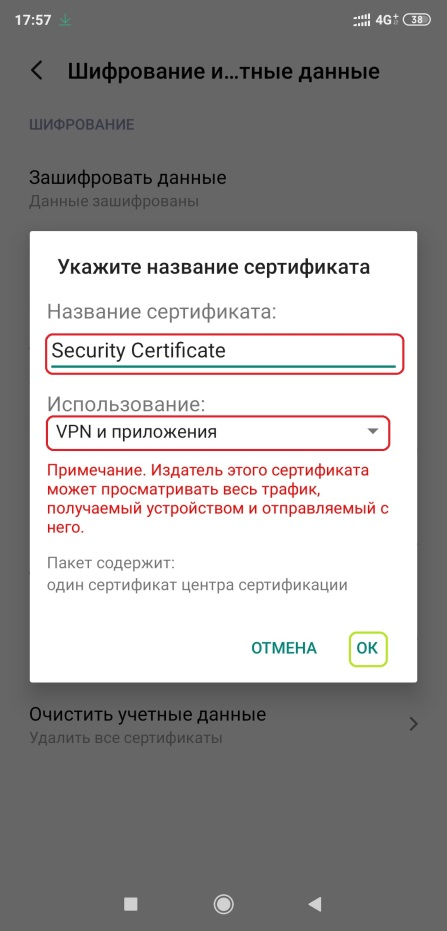 17:57
4G+
38
Шифрование и...тные данные
ШИФРОВАНИЕ
Зашифровать данные
Данные зашифрованы
Укажите название сертификата
Название сертификата:
Security Certificate
Использование:
VPN и приложения
Примечание. Издатель этого сертификата
может просматривать весь трафик,
получаемый устройством и отправляемый с
него.
Пакет содержит:
один сертификат центра сертификации
ОТМЕНА
ОК
Очистить учетные данные
Удалить все сертификаты